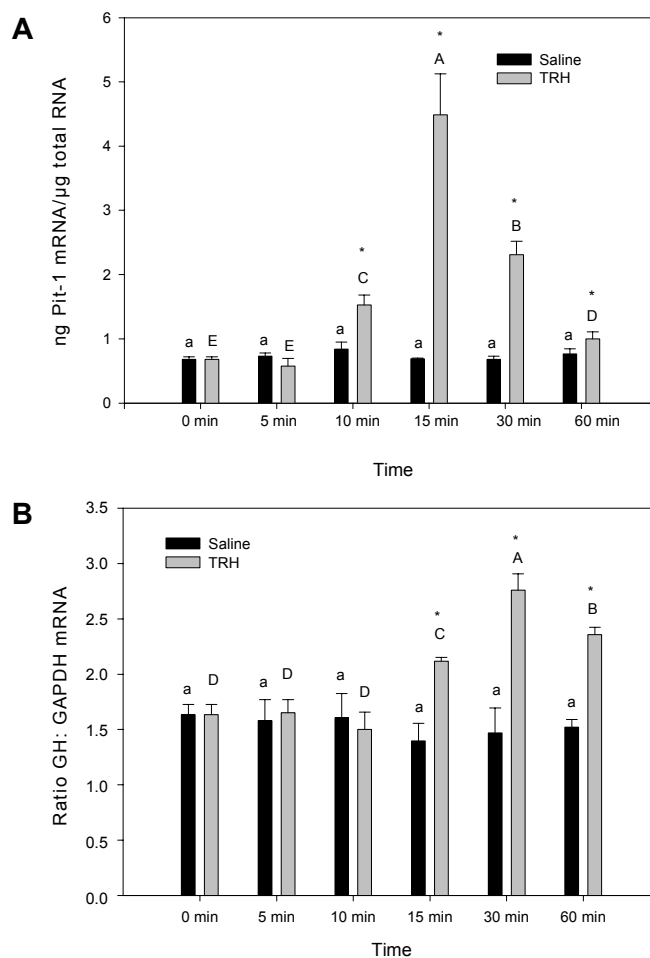 A
ng Pit-1 mRNA/µg total RNA
6
5
4
3
2
1
0
Saline
TRH
a E a E a * C a * A a * B a * D
0 min 5 min 10 min 15 min 30 min 60 min
Time
B
Ratio GH: GAPDH mRNA
3.5
3.0
2.5
2.0
1.5
1.0
0.5
0.0
Saline
TRH
a D a D a D a * C a * A a * B
0 min 5 min 10 min 15 min 30 min 60 min
Time